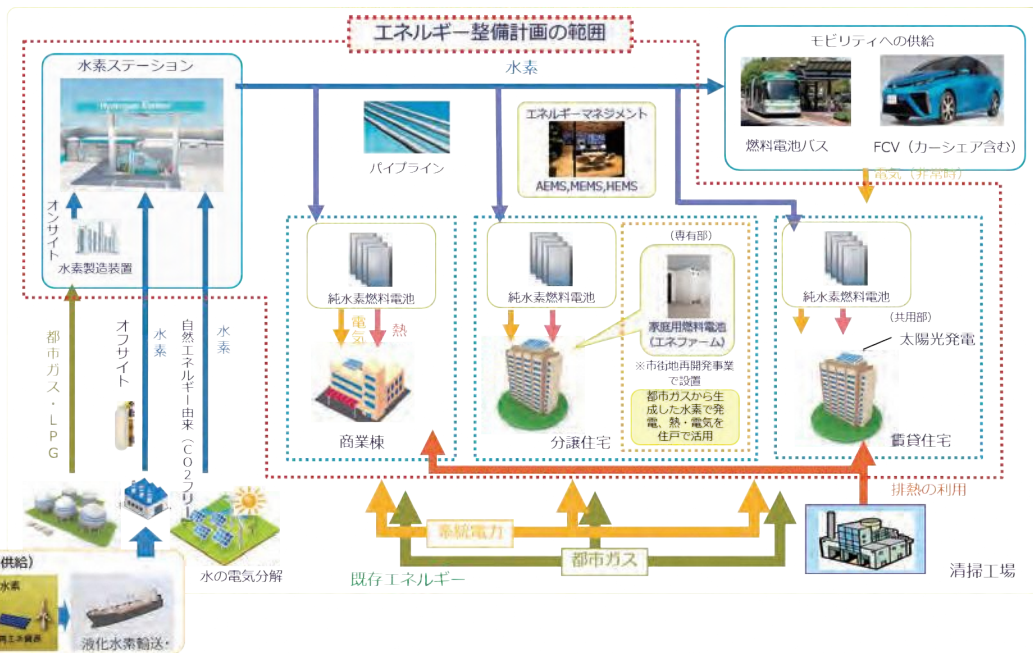 エネルギー整備計画の範囲
水素ステーション
Hydrogen Station
オンサイト
水素製造装置
水素
パイプライン
エネルギーマネジメント
AEMS,MEMS,HEMS
モビリティへの供給
燃料電池バス
FCV（カーシェア含む）
電気（非常時）
純水素燃料電池
電気
熱
商業棟
純水素燃料電池
分譲住宅
（専有部）
家庭用燃料電池
（エネファーム）
※市街地再開発事業
で設置
都市ガスから生
成した水素で発
電、熱・電気を
住戸で活用
純水素燃料電池
（共用部）
太陽光発電
賃貸住宅
都市ガス・LPG
オフサイト
水素
自然エネルギー由来（CO2フリー
水素
水の電気分解
排熱の利用
系統電力
都市ガス
既存エネルギー
清掃工場
供給）
水素
液化水素輸送・